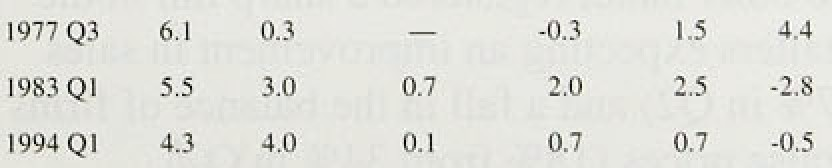 1977 Q3 6.1 0.3 — -0.3 1.5 4.4
1983 Q1 5.5 3.0 0.7 2.0 2.5 -2.8
1994 Q1 4.3 4.0 0.1 0.7 0.7 -0.5